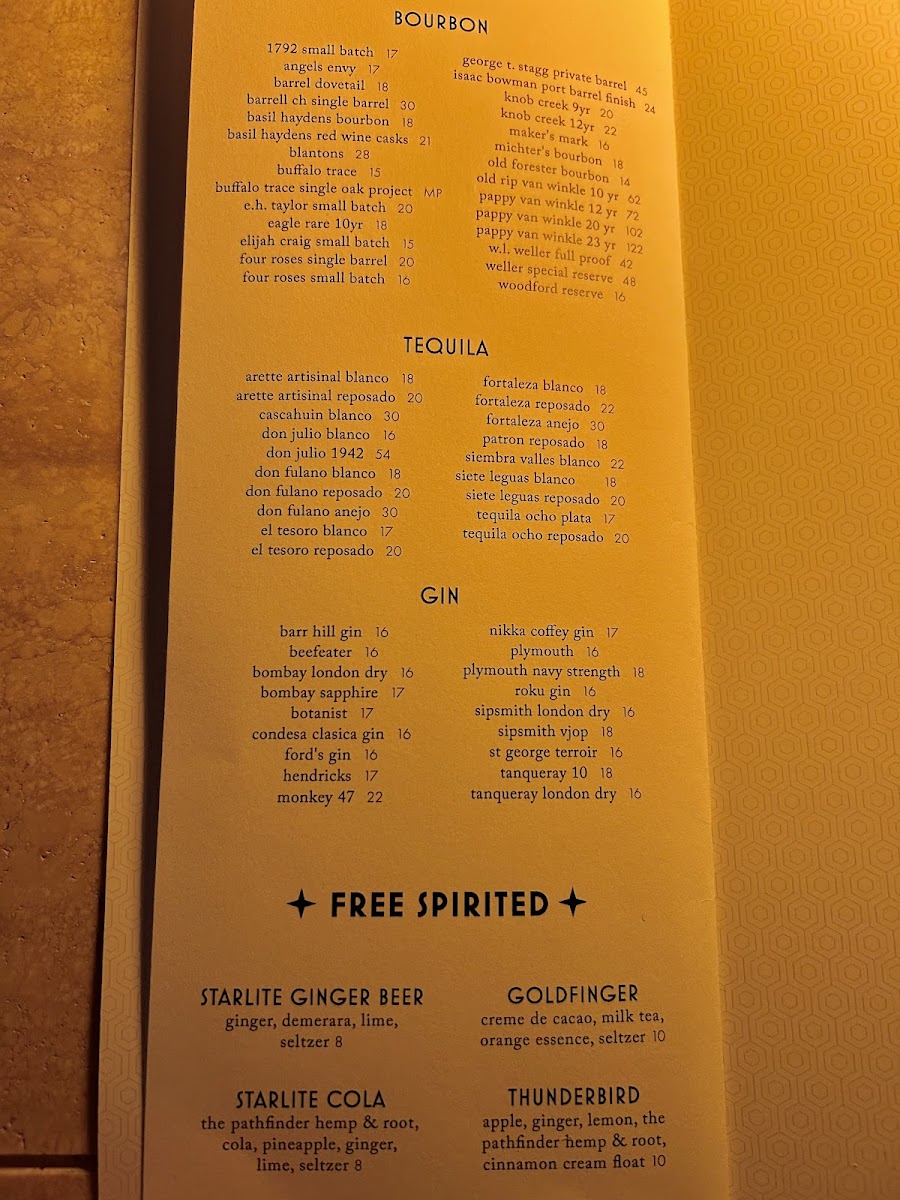 BOURBON
1792 small batch 17
angels envy 17
barrel dovetail 18
barrell ch single barrel 30
basil haydens bourbon 18
basil haydens red wine casks 21
blantons 28
buffalo trace 15
buffalo trace single oak project MP
e.h. taylor small batch 20
eagle rare 10yr 18
elijah craig small batch 15
four roses single barrel 20
four roses small batch 16
george t. stagg private barrel 45
isaac bowman port barrel finish 24
knob creek 9yr 20
knob creek 12yr 22
maker's mark 16
michter's bourbon 18
old forester bourbon 14
old rip van winkle 10 yr 62
pappy van winkle 12 yr 72
pappy van winkle 20 yr 102
pappy van winkle 23 yr 122
w.l. weller full proof 42
weller special reserve 48
woodford reserve 16
TEQUILA
arette artisinal blanco 18
arette artisinal reposado 20
cascahuin blanco 30
don julio blanco 16
don julio 1942 54
don fulano blanco 18
don fulano reposado 20
don fulano anejo 30
el tesoro blanco 17
el tesoro reposado 20
fortaleza blanco 18
fortaleza reposado 22
fortaleza anejo 30
patron reposado 18
siembra valles blanco 22
siete leguas blanco 18
siete leguas reposado 20
tequila ocho plata 17
tequila ocho reposado 20
GIN
barr hill gin 16
beefeater 16
bombay london dry 16
bombay sapphire 17
botanist 17
condesa clasica gin 16
ford's gin 16
hendricks 17
monkey 47 22
nikka coffey gin 17
plymouth 16
plymouth navy strength 18
roku gin 16
sipsmith london dry 16
sipsmith vjop 18
st george terroir 16
tanqueray 10 18
tanqueray london dry 16
FREE SPIRITED
STARLITE GINGER BEER
ginger, demerara, lime,
seltzer 8
GOLDFINGER
creme de cacao, milk tea,
orange essence, seltzer 10
STARLITE COLA
the pathfinder hemp & root,
cola, pineapple, ginger,
lime, seltzer 8
THUNDERBIRD
apple, ginger, lemon, the
pathfinder hemp & root,
cinnamon cream float 10